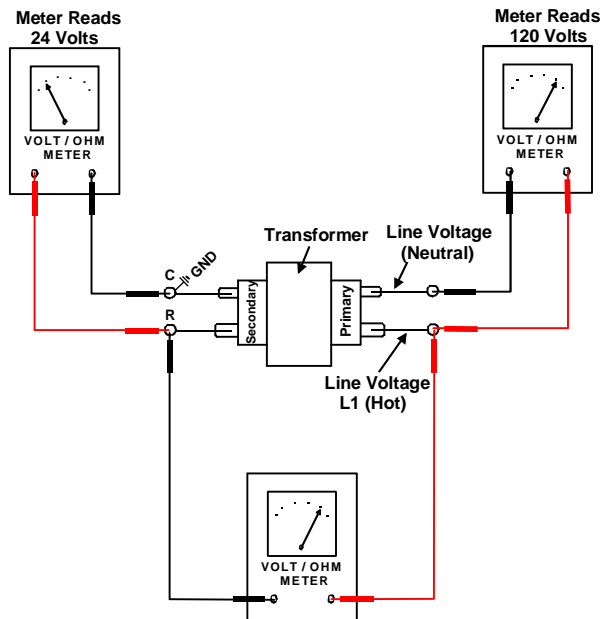 Meter Reads
24 Volts
Meter Reads
120 Volts
VOLT / OHM
METER
VOLT / OHM
METER
Transformer
Line Voltage
(Neutral)
C
GND
R
Secondary
Primary
Line Voltage
L1 (Hot)
VOLT / OHM
METER